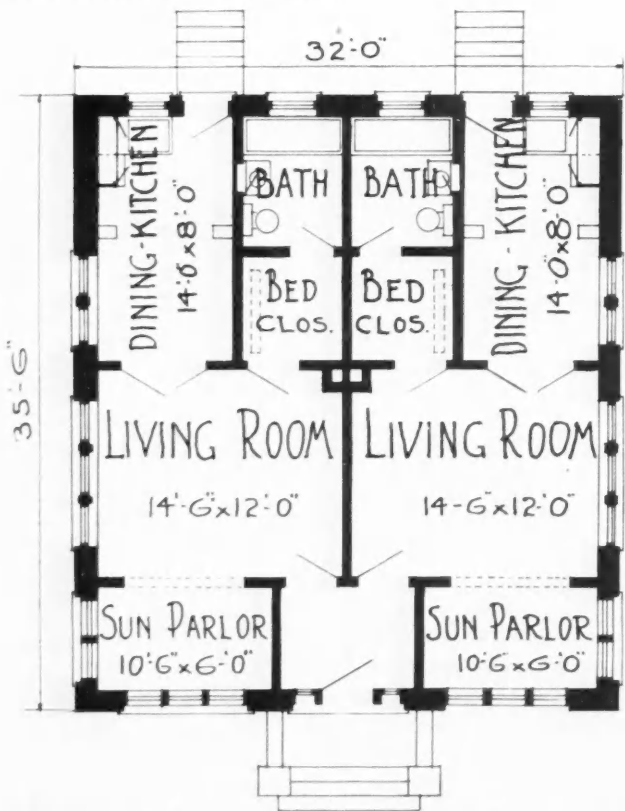 32'-0"
35'-6"
DINING-KITCHEN
14'-0"x8'-0"
BATH
BATH
DINING - KITCHEN
14-0"x8'-0"
BED
CLOS.
BED
CLOS.
LIVING ROOM
14'-6"x12'-0"
LIVING ROOM
14-6"x12'-0"
SUN PARLOR
10'-6"x6'-0"
SUN PARLOR
10'-6"x6'-0"